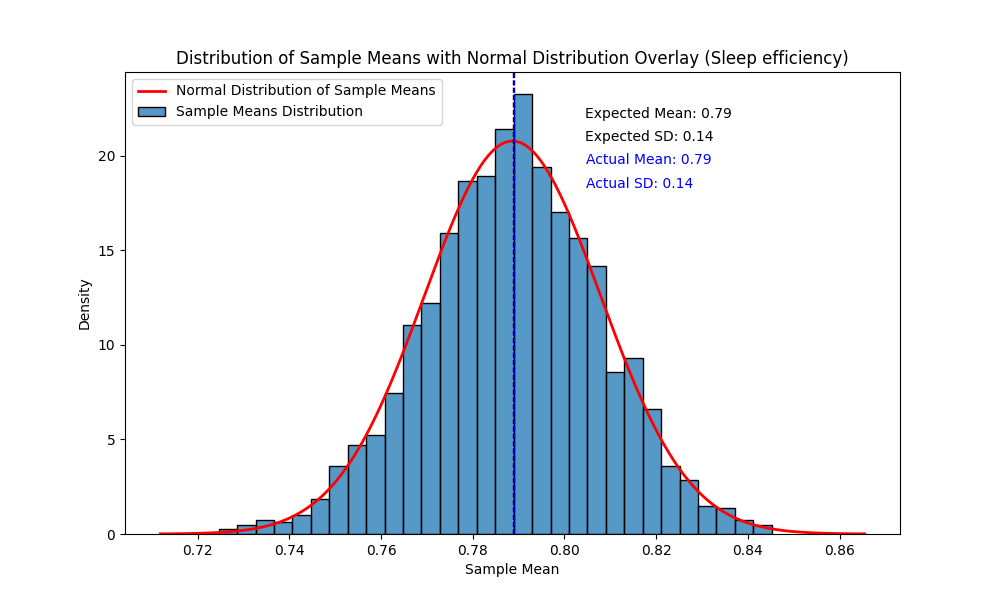 Distribution of Sample Means with Normal Distribution Overlay (Sleep efficiency)
Normal Distribution of Sample Means
Sample Means Distribution
Expected Mean: 0.79
Expected SD: 0.14
Actual Mean: 0.79
Actual SD: 0.14
Density
20
15
10
5
0
0.72 0.74 0.76 0.78 0.80 0.82 0.84 0.86
Sample Mean